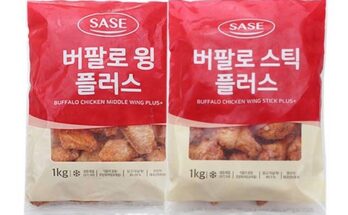 SASE
버팔로 윙
플러스
BUFFALO CHICKEN MIDDLE WING PLUS+
1kg
SASE
버팔로 스틱
플러스
BUFFALO CHICKEN WING STICK PLUS+
1kg